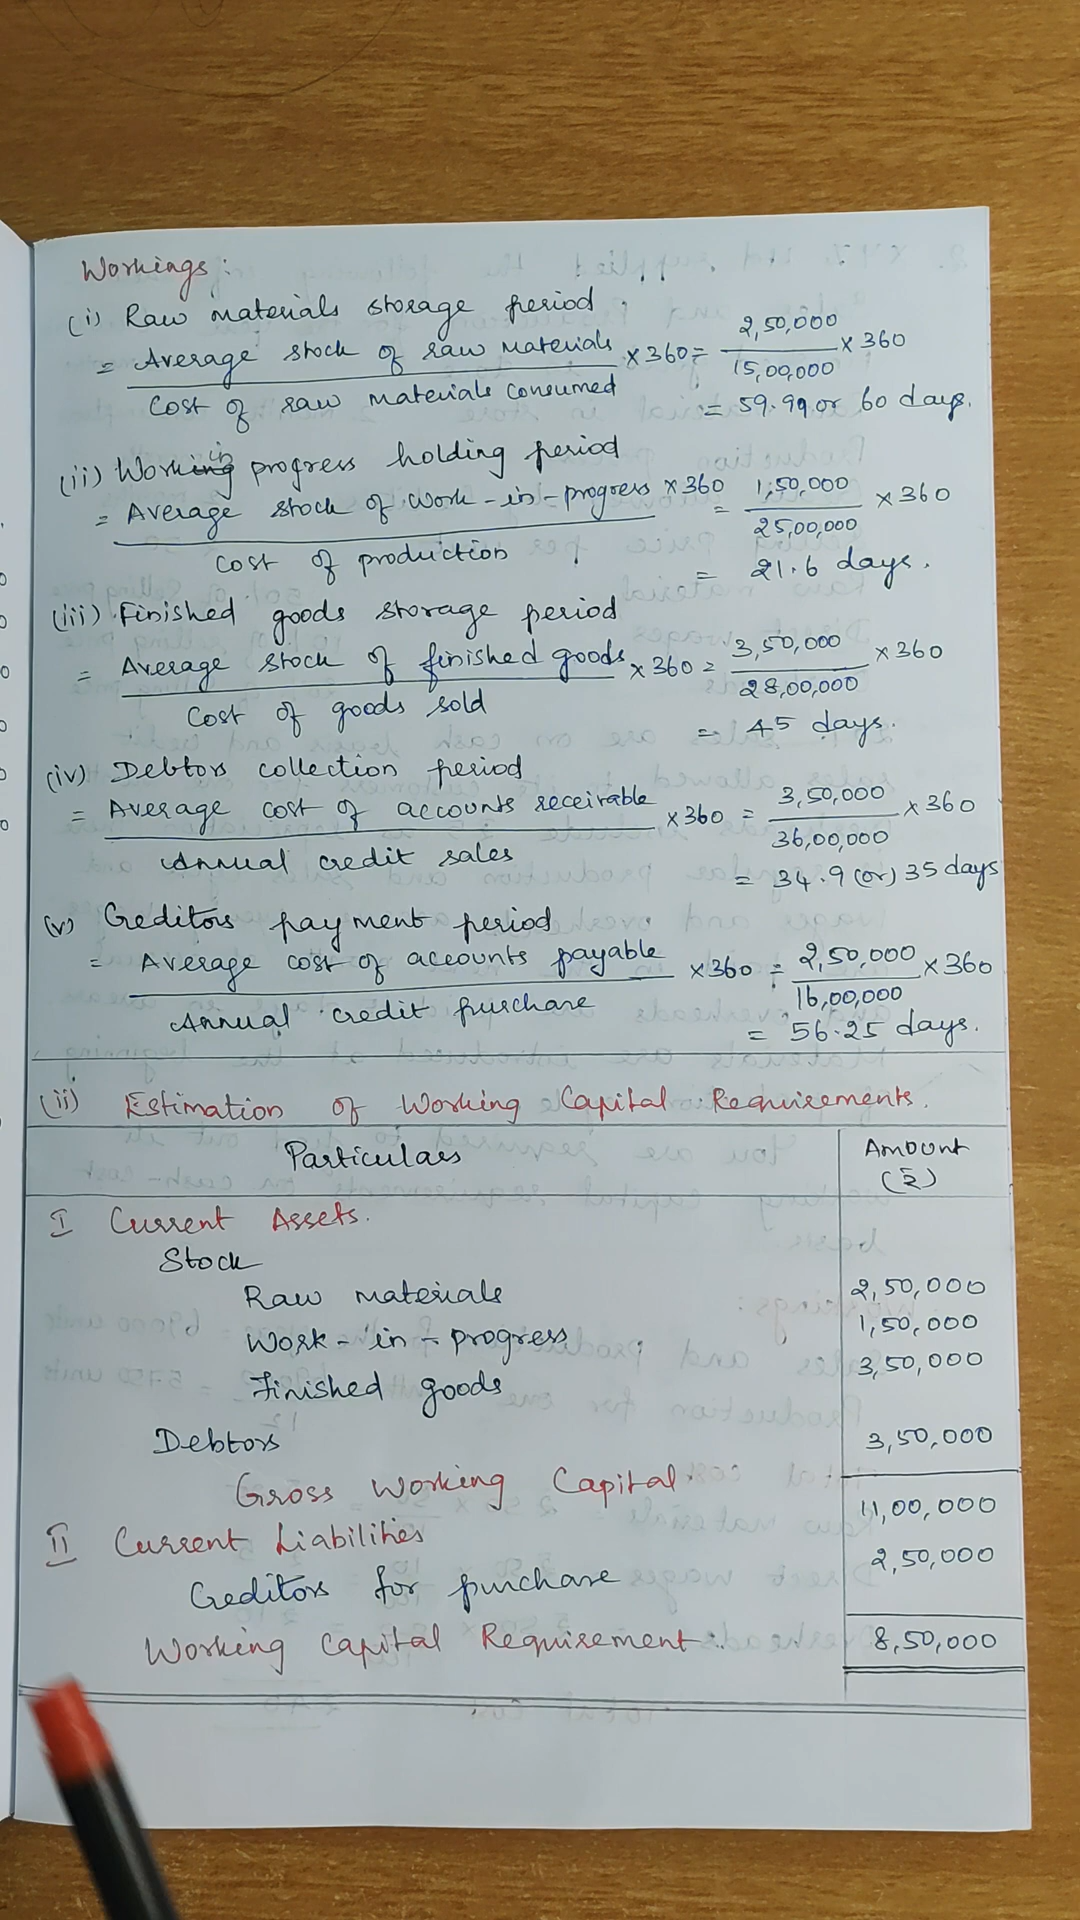 Workings:
(i) Raw materials storage period
= Average stock of raw materials / Cost of raw materials consumed × 360 = 2,50,000 / 15,00,000 × 360
= 59.99 or 60 days.
(ii) Work in progress holding period
= Average stock of work-in-progress / Cost of production × 360 = 1,50,000 / 25,00,000 × 360
= 21.6 days.
(iii) Finished goods storage period
= Average stock of finished goods / Cost of goods sold × 360 = 3,50,000 / 28,00,000 × 360
= 45 days.
(iv) Debtors collection period
= Average cost of accounts receivable / Annual credit sales × 360 = 3,50,000 / 36,00,000 × 360
= 34.9 (or) 35 days
(v) Creditors payment period
= Average cost of accounts payable / Annual credit purchase × 360 = 2,50,000 / 16,00,000 × 360
= 56.25 days.
(ii) Estimation of Working Capital Requirements.
Particulars Amount (₹)
I Current Assets.
Stock
Raw materials 2,50,000
Work-in-progress 1,50,000
Finished goods 3,50,000
Debtors 3,50,000
Gross Working Capital 11,00,000
II Current Liabilities
Creditors for purchase 2,50,000
Working Capital Requirement: 8,50,000